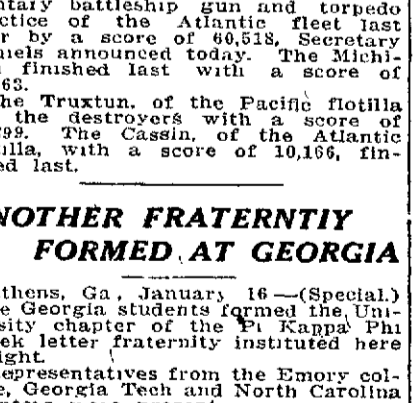 ntary battleship gun and torpedo
ctice of the Atlantic fleet last
r by a score of 60,518, Secretary
niels announced today. The Michi-
finished last with a score of
63.
he Truxtun, of the Pacific flotilla
the destroyers with a score of
99. The Cassin, of the Atlantic
illa, with a score of 10,166, fin-
ed last.
NOTHER FRATERNTIY
FORMED AT GEORGIA
thens, Ga, January 16—(Special.)
e Georgia students formed the Uni-
sity chapter of the Pi Kappa Phi
ek letter fraternity instituted here
ight.
epresentatives from the Emory col-
e, Georgia Tech and North Carolina